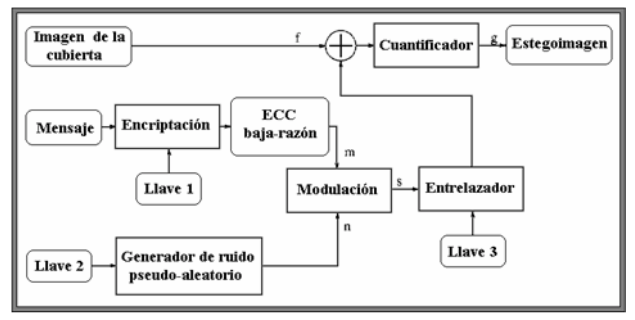 Imagen de la
cubierta
f
Cuantificador
g
Estegoimagen
Mensaje
Encriptación
ECC
baja-razón
m
Llave 1
Modulación
s
Entrelazador
n
Llave 2
Generador de ruido
pseudo-aleatorio
Llave 3